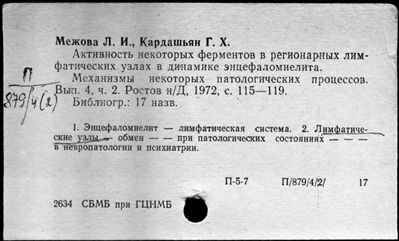 Межова Л. И., Кардашьян Г. Х.
Активность некоторых ферментов в регионарных лим-
фатических узлах в динамике энцефаломиелита.
Механизмы некоторых патологических процессов.
Вып. 4, ч. 2. Ростов н/Д, 1972, с. 115—119.
Библиогр.: 17 назв.
П
879/4(2)
1. Энцефаломиелит — лимфатическая система. 2. Лимфатиче-
ские узлы — обмен — — при патологических состояниях — — —
в невропатологии и психиатрии.
П-5-7 П/879/4/2/ 17
2634 СБМБ при ГЦНМБ